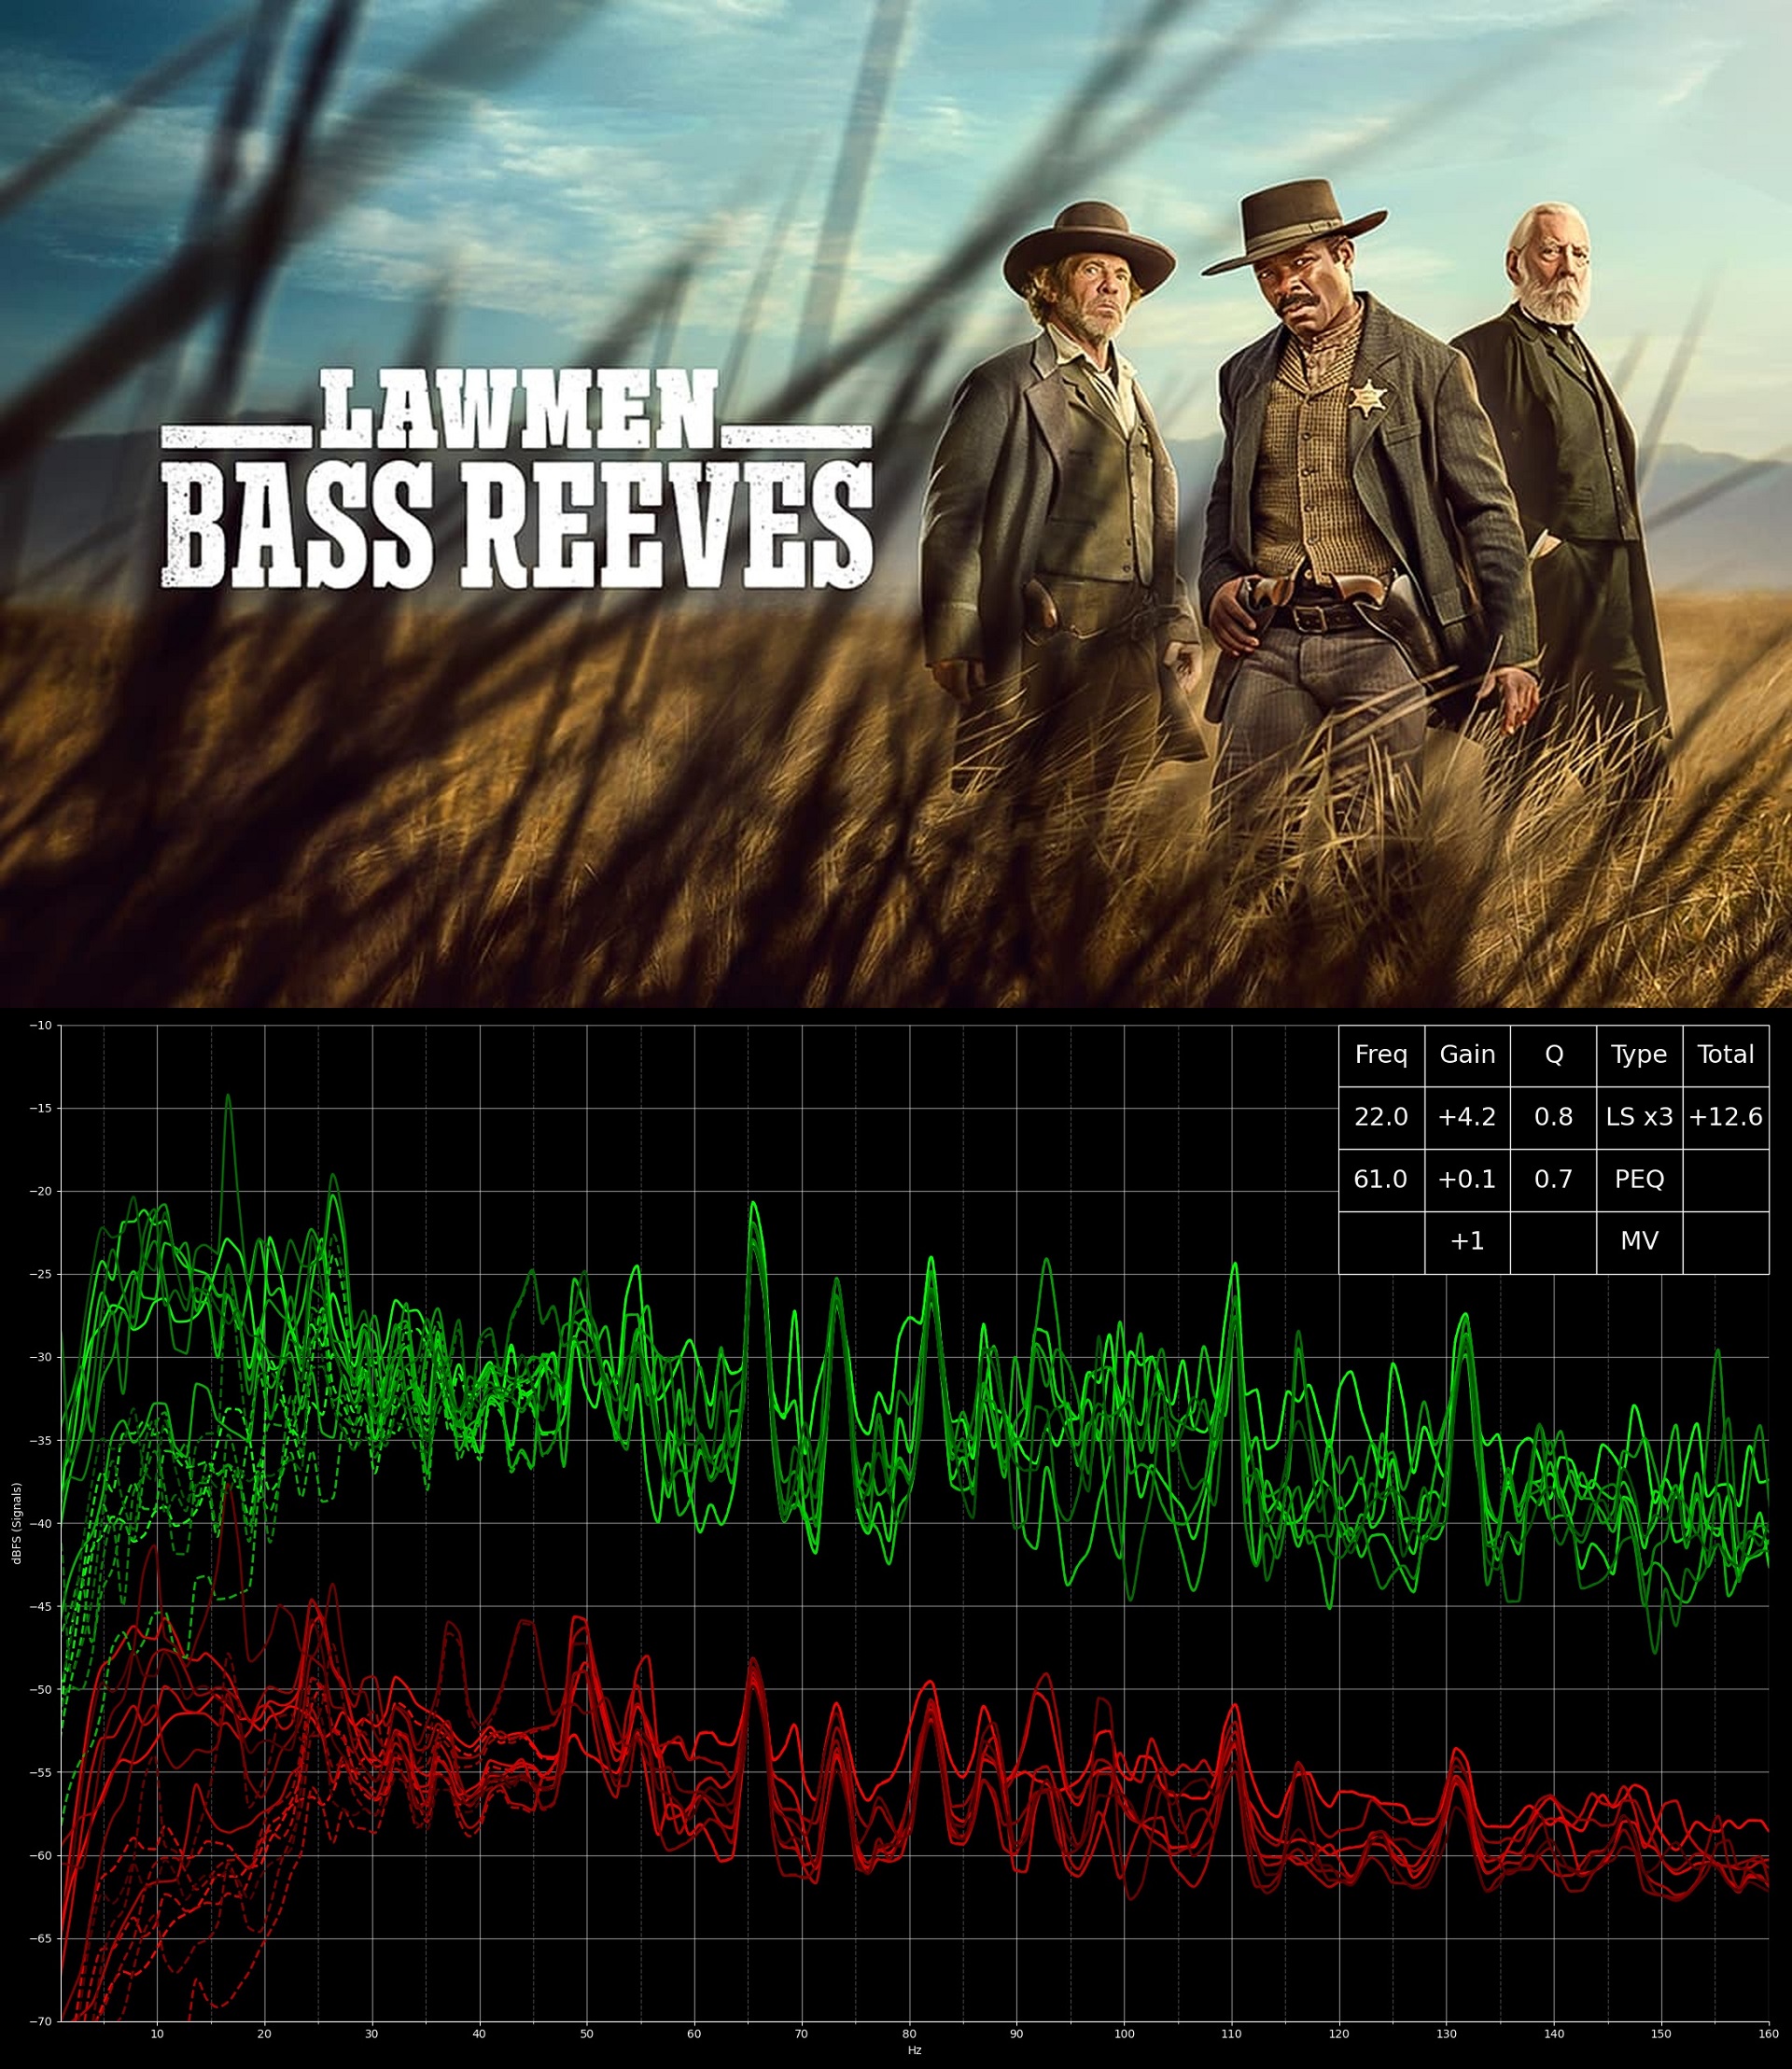 LAWMEN
BASS REEVES
Freq Gain Q Type Total
22.0 +4.2 0.8 LS x3 +12.6
61.0 +0.1 0.7 PEQ
+1 MV
−10
−15
−20
−25
−30
−35
−40
−45
−50
−55
−60
−65
−70
dBFS (Signals)
10 20 30 40 50 60 70 80 90 100 110 120 130 140 150 160
Hz